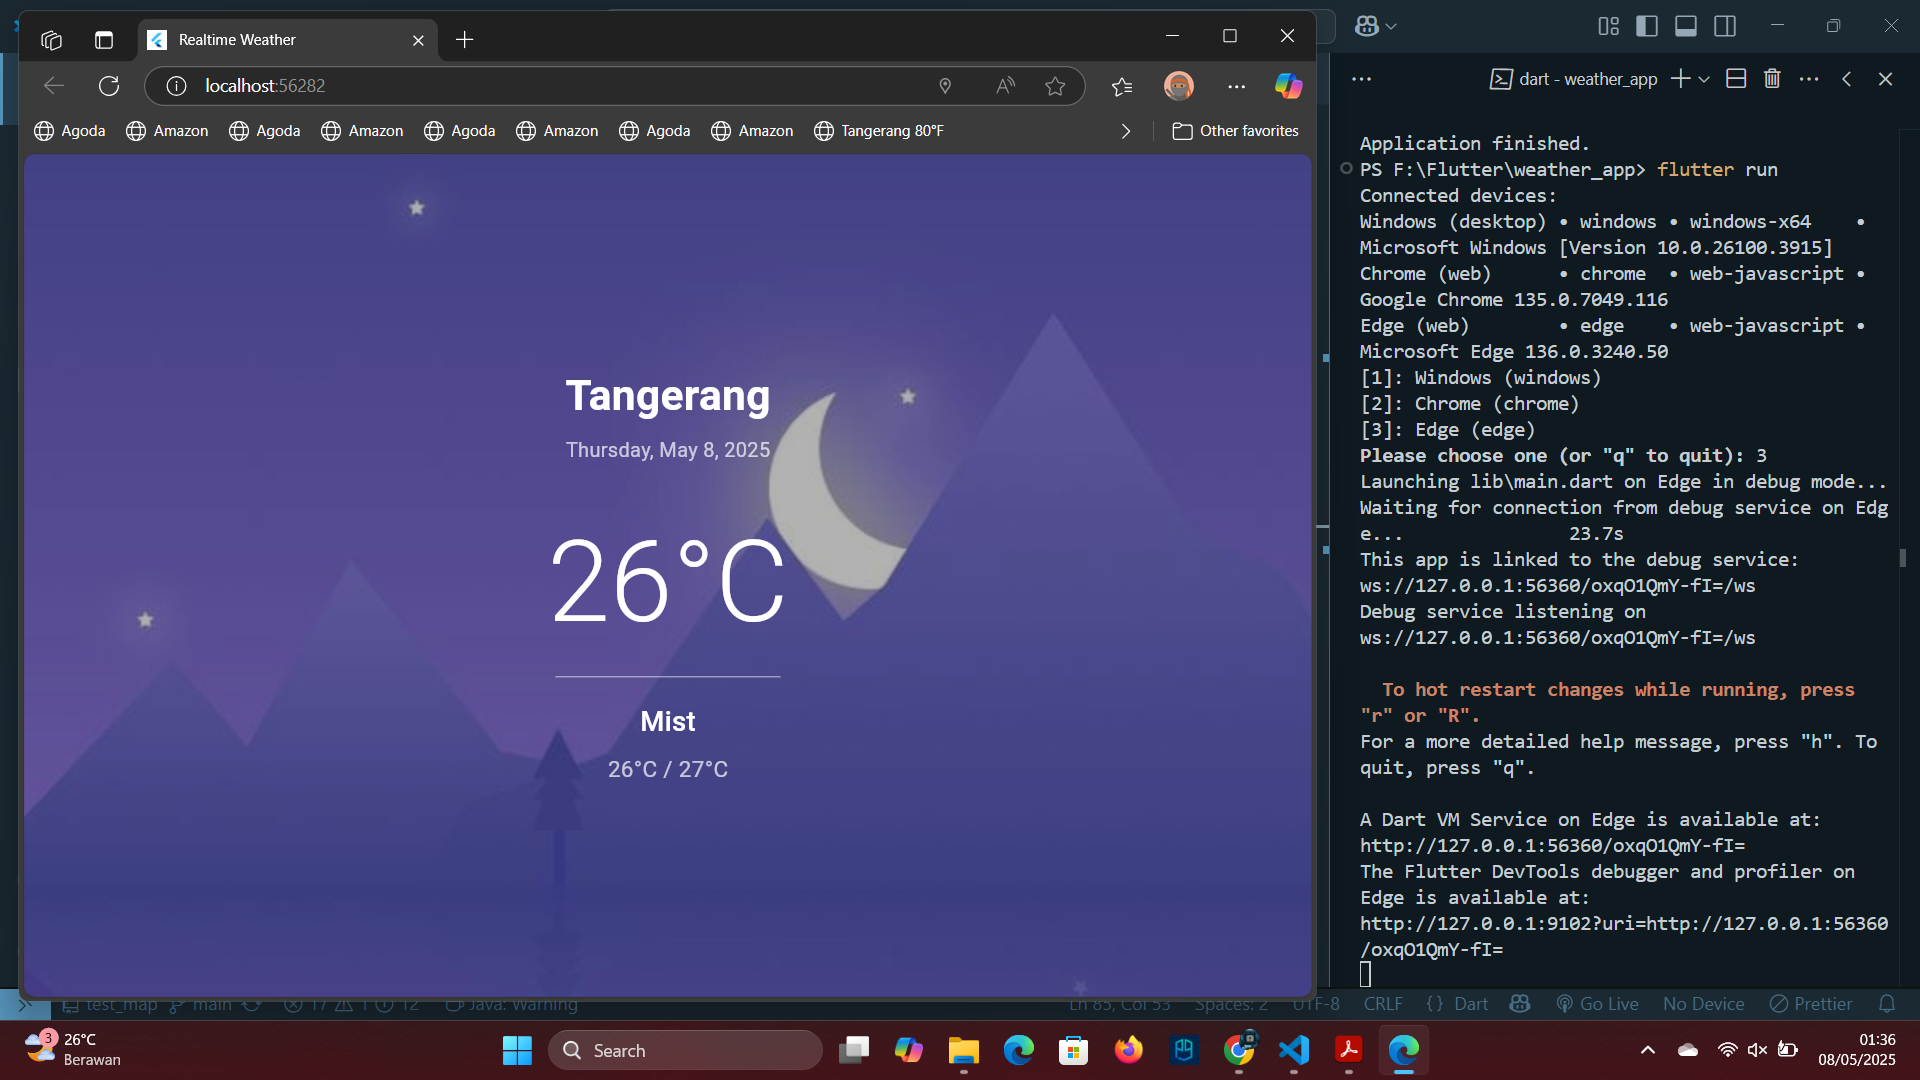 Realtime Weather
localhost:56282
Agoda
Amazon
Agoda
Amazon
Agoda
Amazon
Agoda
Amazon
Tangerang 80°F
Other favorites
Tangerang
Thursday, May 8, 2025
26°C
Mist
26°C / 27°C
dart - weather_app
Application finished.
PS F:\Flutter\weather_app> flutter run
Connected devices:
Windows (desktop) • windows • windows-x64 •
Microsoft Windows [Version 10.0.26100.3915]
Chrome (web) • chrome • web-javascript •
Google Chrome 135.0.7049.116
Edge (web) • edge • web-javascript •
Microsoft Edge 136.0.3240.50
[1]: Windows (windows)
[2]: Chrome (chrome)
[3]: Edge (edge)
Please choose one (or "q" to quit): 3
Launching lib\main.dart on Edge in debug mode...
Waiting for connection from debug service on Edg
e... 23.7s
This app is linked to the debug service:
ws://127.0.0.1:56360/oxqO1QmY-fI=/ws
Debug service listening on
ws://127.0.0.1:56360/oxqO1QmY-fI=/ws
To hot restart changes while running, press
"r" or "R".
For a more detailed help message, press "h". To
quit, press "q".
A Dart VM Service on Edge is available at:
http://127.0.0.1:56360/oxqO1QmY-fI=
The Flutter DevTools debugger and profiler on
Edge is available at:
http://127.0.0.1:9102?uri=http://127.0.0.1:56360
/oxqO1QmY-fI=
test_map main 17 1 12 Java: Warning Ln 85, Col 53 Spaces: 2 UTF-8 CRLF {} Dart Go Live No Device Prettier
3
26°C
Berawan
Search
01:36
08/05/2025